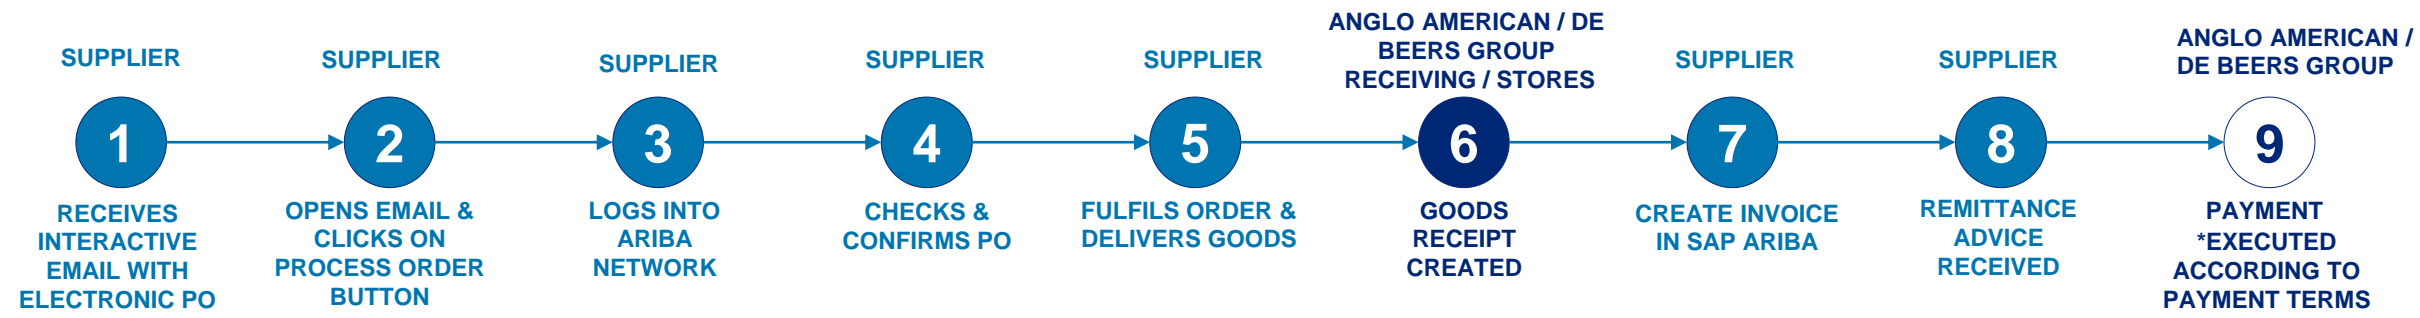 SUPPLIER
1
RECEIVES
INTERACTIVE
EMAIL WITH
ELECTRONIC PO
SUPPLIER
2
OPENS EMAIL &
CLICKS ON
PROCESS ORDER
BUTTON
SUPPLIER
3
LOGS INTO
ARIBA
NETWORK
SUPPLIER
4
CHECKS &
CONFIRMS PO
SUPPLIER
5
FULFILS ORDER &
DELIVERS GOODS
ANGLO AMERICAN / DE
BEERS GROUP
RECEIVING / STORES
6
GOODS
RECEIPT
CREATED
SUPPLIER
7
CREATE INVOICE
IN SAP ARIBA
SUPPLIER
8
REMITTANCE
ADVICE
RECEIVED
ANGLO AMERICAN /
DE BEERS GROUP
9
PAYMENT
*EXECUTED
ACCORDING TO
PAYMENT TERMS